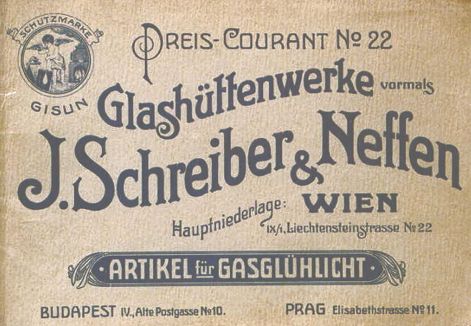 SCHUTZMARKE
GISUN
PREIS-COURANT No 22
Glashüttenwerke vormals
J. Schreiber & Neffen
Hauptniederlage: WIEN
IX/1, Liechtensteinstrasse No 22
ARTIKEL für GASGLÜHLICHT
BUDAPEST IV., Alte Postgasse No 10. PRAG Elisabethstrasse No 11.